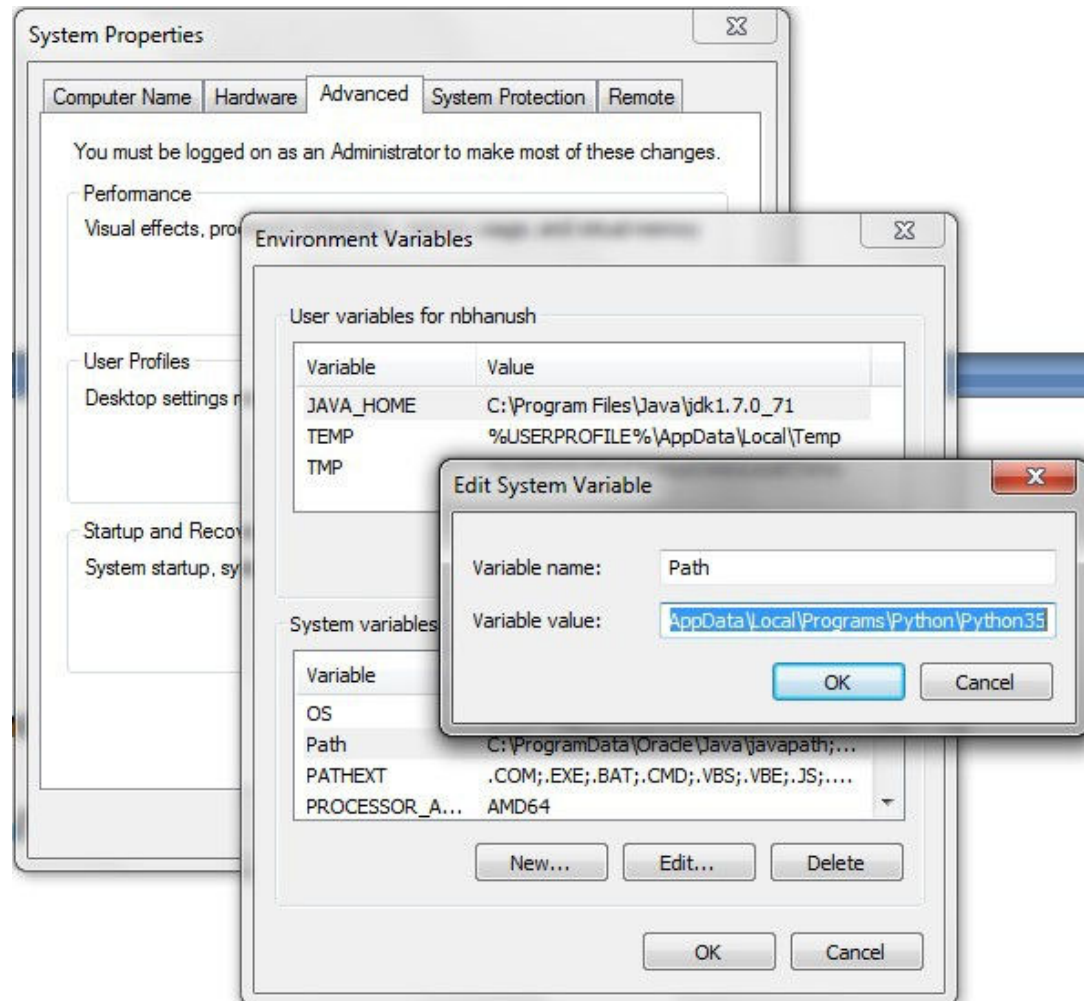 System Properties
Computer Name Hardware Advanced System Protection Remote
You must be logged on as an Administrator to make most of these changes.
Performance
Visual effects,
Environment Variables
User variables for nbhanush
Variable Value
JAVA_HOME C:\Program Files\Java\jdk1.7.0_71
TEMP %USERPROFILE%\AppData\Local\Temp
TMP
User Profiles
Desktop settings
Edit System Variable
Variable name: Path
Variable value: AppData\Local\Programs\Python\Python35
OK Cancel
Startup and
System startup,
System variables
Variable
OS
Path C:\ProgramData\Oracle\Java\javapath;...
PATHEXT .COM;.EXE;.BAT;.CMD;.VBS;.VBE;.JS;....
PROCESSOR_A... AMD64
New... Edit... Delete
OK Cancel